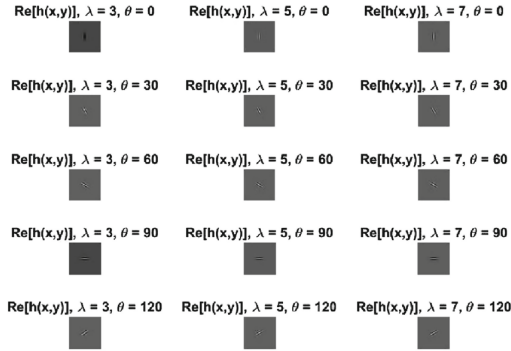 Re[h(x,y)], λ = 3, θ = 0
Re[h(x,y)], λ = 5, θ = 0
Re[h(x,y)], λ = 7, θ = 0
Re[h(x,y)], λ = 3, θ = 30
Re[h(x,y)], λ = 5, θ = 30
Re[h(x,y)], λ = 7, θ = 30
Re[h(x,y)], λ = 3, θ = 60
Re[h(x,y)], λ = 5, θ = 60
Re[h(x,y)], λ = 7, θ = 60
Re[h(x,y)], λ = 3, θ = 90
Re[h(x,y)], λ = 5, θ = 90
Re[h(x,y)], λ = 7, θ = 90
Re[h(x,y)], λ = 3, θ = 120
Re[h(x,y)], λ = 5, θ = 120
Re[h(x,y)], λ = 7, θ = 120